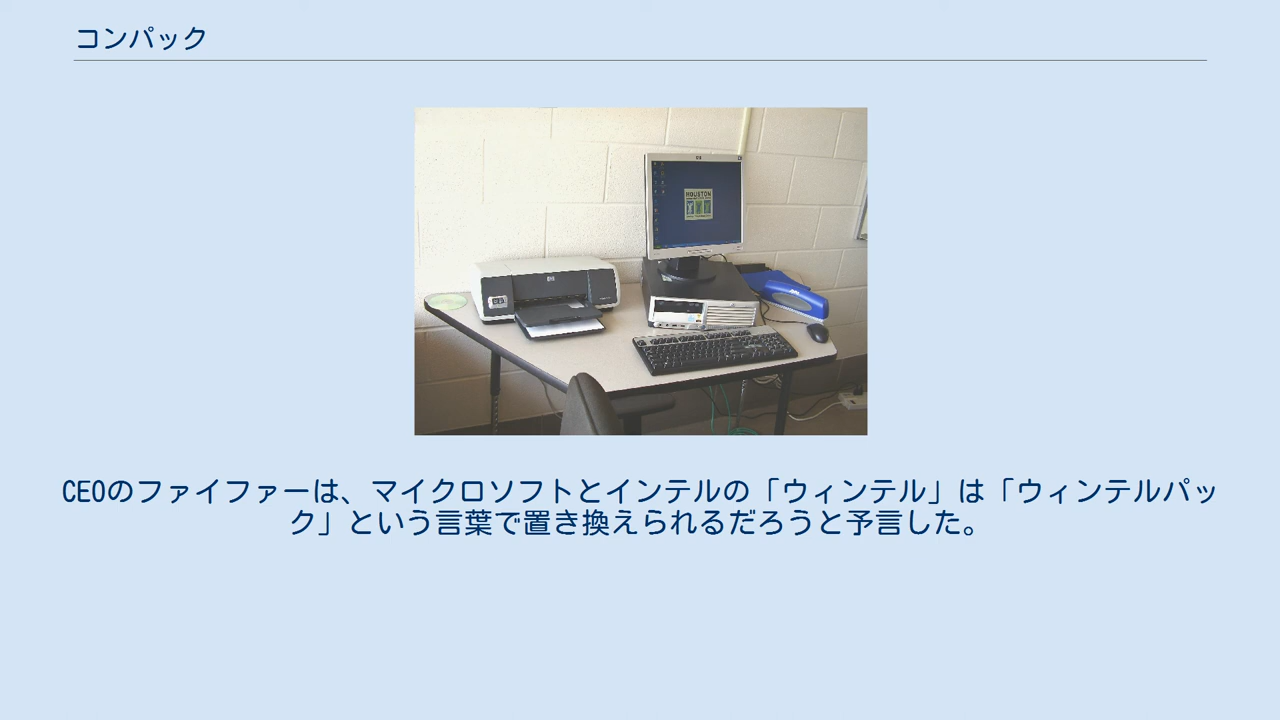 コンパック
HOUSTON
CEOのファイファーは、マイクロソフトとインテルの「ウィンテル」は「ウィンテルパッ
ク」という言葉で置き換えられるだろうと予言した。